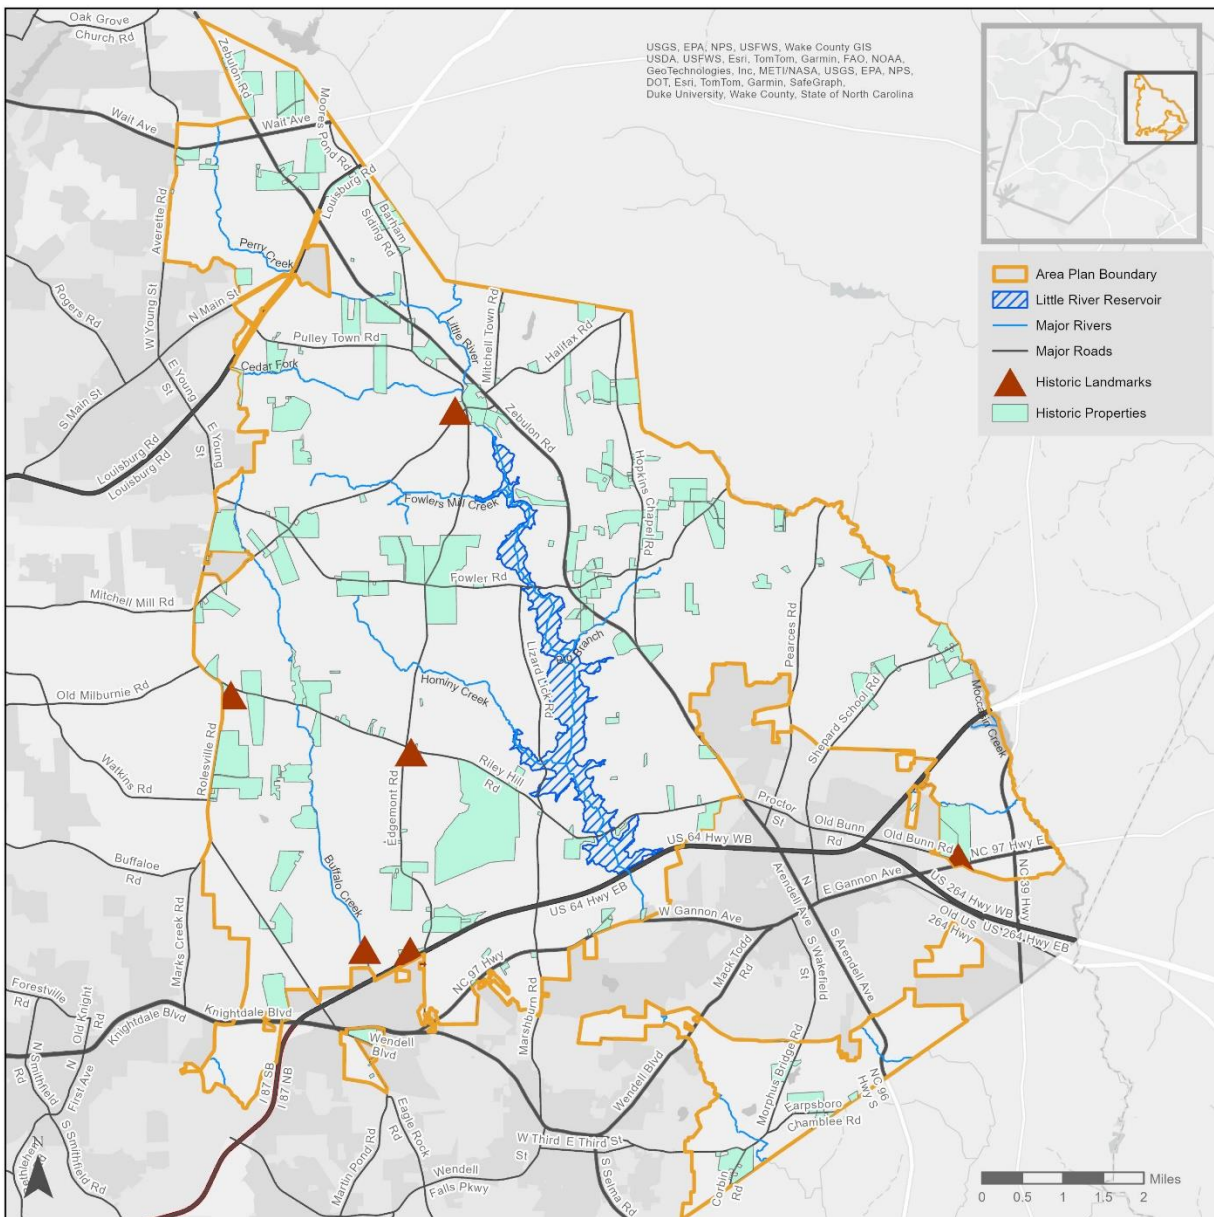 Oak Grove
Church Rd
USGS, EPA, NPS, USFWS, Wake County GIS
USDA, USFWS, Esri, TomTom, Garmin, FAO, NOAA,
GeoTechnologies, Inc, METI/NASA, USGS, EPA, NPS,
DOT, Esri, TomTom, Garmin, SafeGraph,
Duke University, Wake County, State of North Carolina
Zebulon Rd
Moores Pond Rd
Wait Ave
Wait Ave
Louisburg Rd
Averette Rd
Barham
Siding Rd
Perry Creek
Area Plan Boundary
Little River Reservoir
Major Rivers
Major Roads
Historic Landmarks
Historic Properties
Rogers Rd
N Main St
W Young St
Pulley Town Rd
Little River
Mitchell Town Rd
Halifax Rd
Cedar Fork
E Young
St
S Main St
Zebulon Rd
E Young
St
Louisburg Rd
Louisburg Rd
Hopkins Chapel Rd
Fowlers Mill Creek
Fowler Rd
Mitchell Mill Rd
Pearces Rd
Lizard Lick Rd
Branch
Old Milburnie Rd
Hominy Creek
Shepard School Rd
Moccasin Creek
Rolesville Rd
Watkins Rd
Riley Hill
Rd
Edgemont Rd
Proctor
St
Old Bunn
Rd
Old Bunn Rd
US 64 Hwy WB
NC 97 Hwy E
Buffaloe
Rd
Buffalo Creek
US 64 Hwy EB
E Gannon Ave
N
Arendell Ave
US 264 Hwy WB
NC 39 Hwy
Old US
264 Hwy
US 264 Hwy EB
Marks Creek Rd
W Gannon Ave
NC 97 Hwy
Mack Todd
Rd
S Wakefield
St
S Arendell Ave
Forestville
Rd
Old Knight
Rd
Knightdale Blvd
Knightdale Blvd
Marshburn Rd
Wendell
Blvd
Wendell Blvd
N Smithfield
Rd
N First Ave
I 87 SB
I 87 NB
Morphus Bridge Rd
NC 96
Hwy S
Eagle Rock
Rd
Earpsboro
Chamblee Rd
Martin Pond Rd
W Third
St
E Third St
S Smithfield Rd
N
Wendell
Falls Pkwy
S Selma Rd
Corbin
Rd
0 0.5 1 1.5 2 Miles